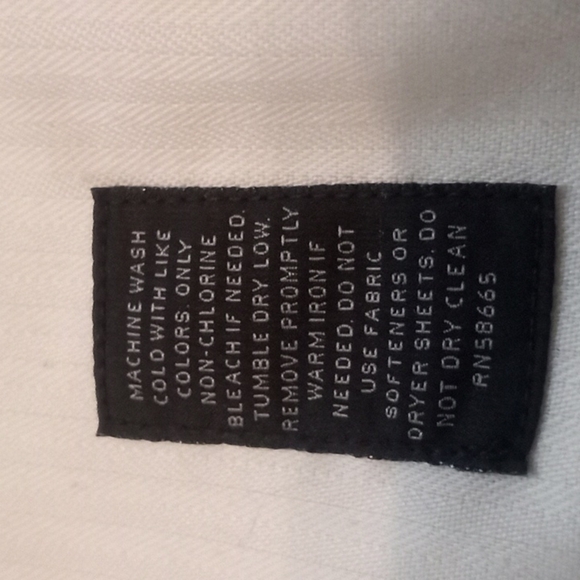 MACHINE WASH
COLD WITH LIKE
COLORS. ONLY
NON-CHLORINE
BLEACH IF NEEDED.
TUMBLE DRY LOW.
REMOVE PROMPTLY
WARM IRON IF
NEEDED. DO NOT
USE FABRIC
SOFTENERS OR
DRYER SHEETS. DO
NOT DRY CLEAN
RN58665